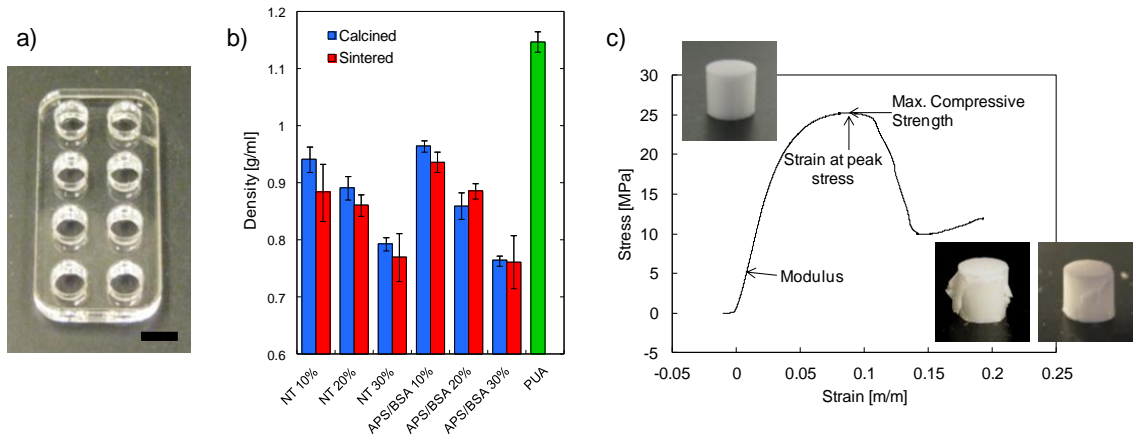 a)
b)
1.2
1.1
1
0.9
0.8
0.7
0.6
Density [g/ml]
Calcined
Sintered
NT 10%
NT 20%
NT 30%
APS/BSA 10%
APS/BSA 20%
APS/BSA 30%
PUA
c)
30
25
20
15
10
5
0
-5
Stress [MPa]
Max. Compressive
Strength
Strain at peak
stress
Modulus
-0.05
0
0.05
0.1
0.15
0.2
0.25
Strain [m/m]